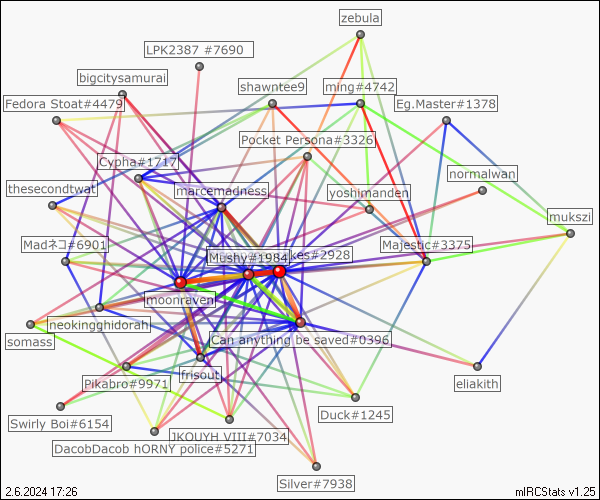 zebula
LPK2387 #7690
bigcitysamurai
shawntee9
ming#4742
Fedora Stoat#4479
Eg.Master#1378
Pocket Persona#3326
Cypha#1717
normalwan
thesecondtwat
marcemadness
yoshimanden
mukszi
Madネコ#6901
Majestic#3375
Mushy#1984
kes#2928
moonraven
neokingghidorah
somass
Can anything be saved#0396
frisout
Pikabro#9971
eliakith
Duck#1245
Swirly Boi#6154
JKOUYH VIII#7034
DacobDacob hORNY police#5271
Silver#7938
2.6.2024 17:26
mIRCStats v1.25